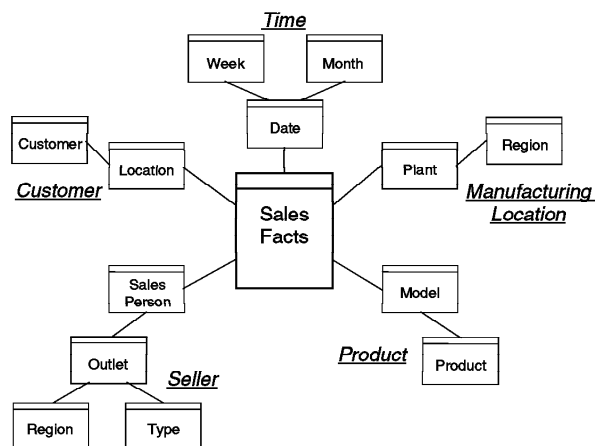 Time
Week
Month
Date
Customer
Location
Customer
Plant
Region
Manufacturing
Location
Sales
Facts
Sales
Person
Outlet
Seller
Region
Type
Model
Product
Product